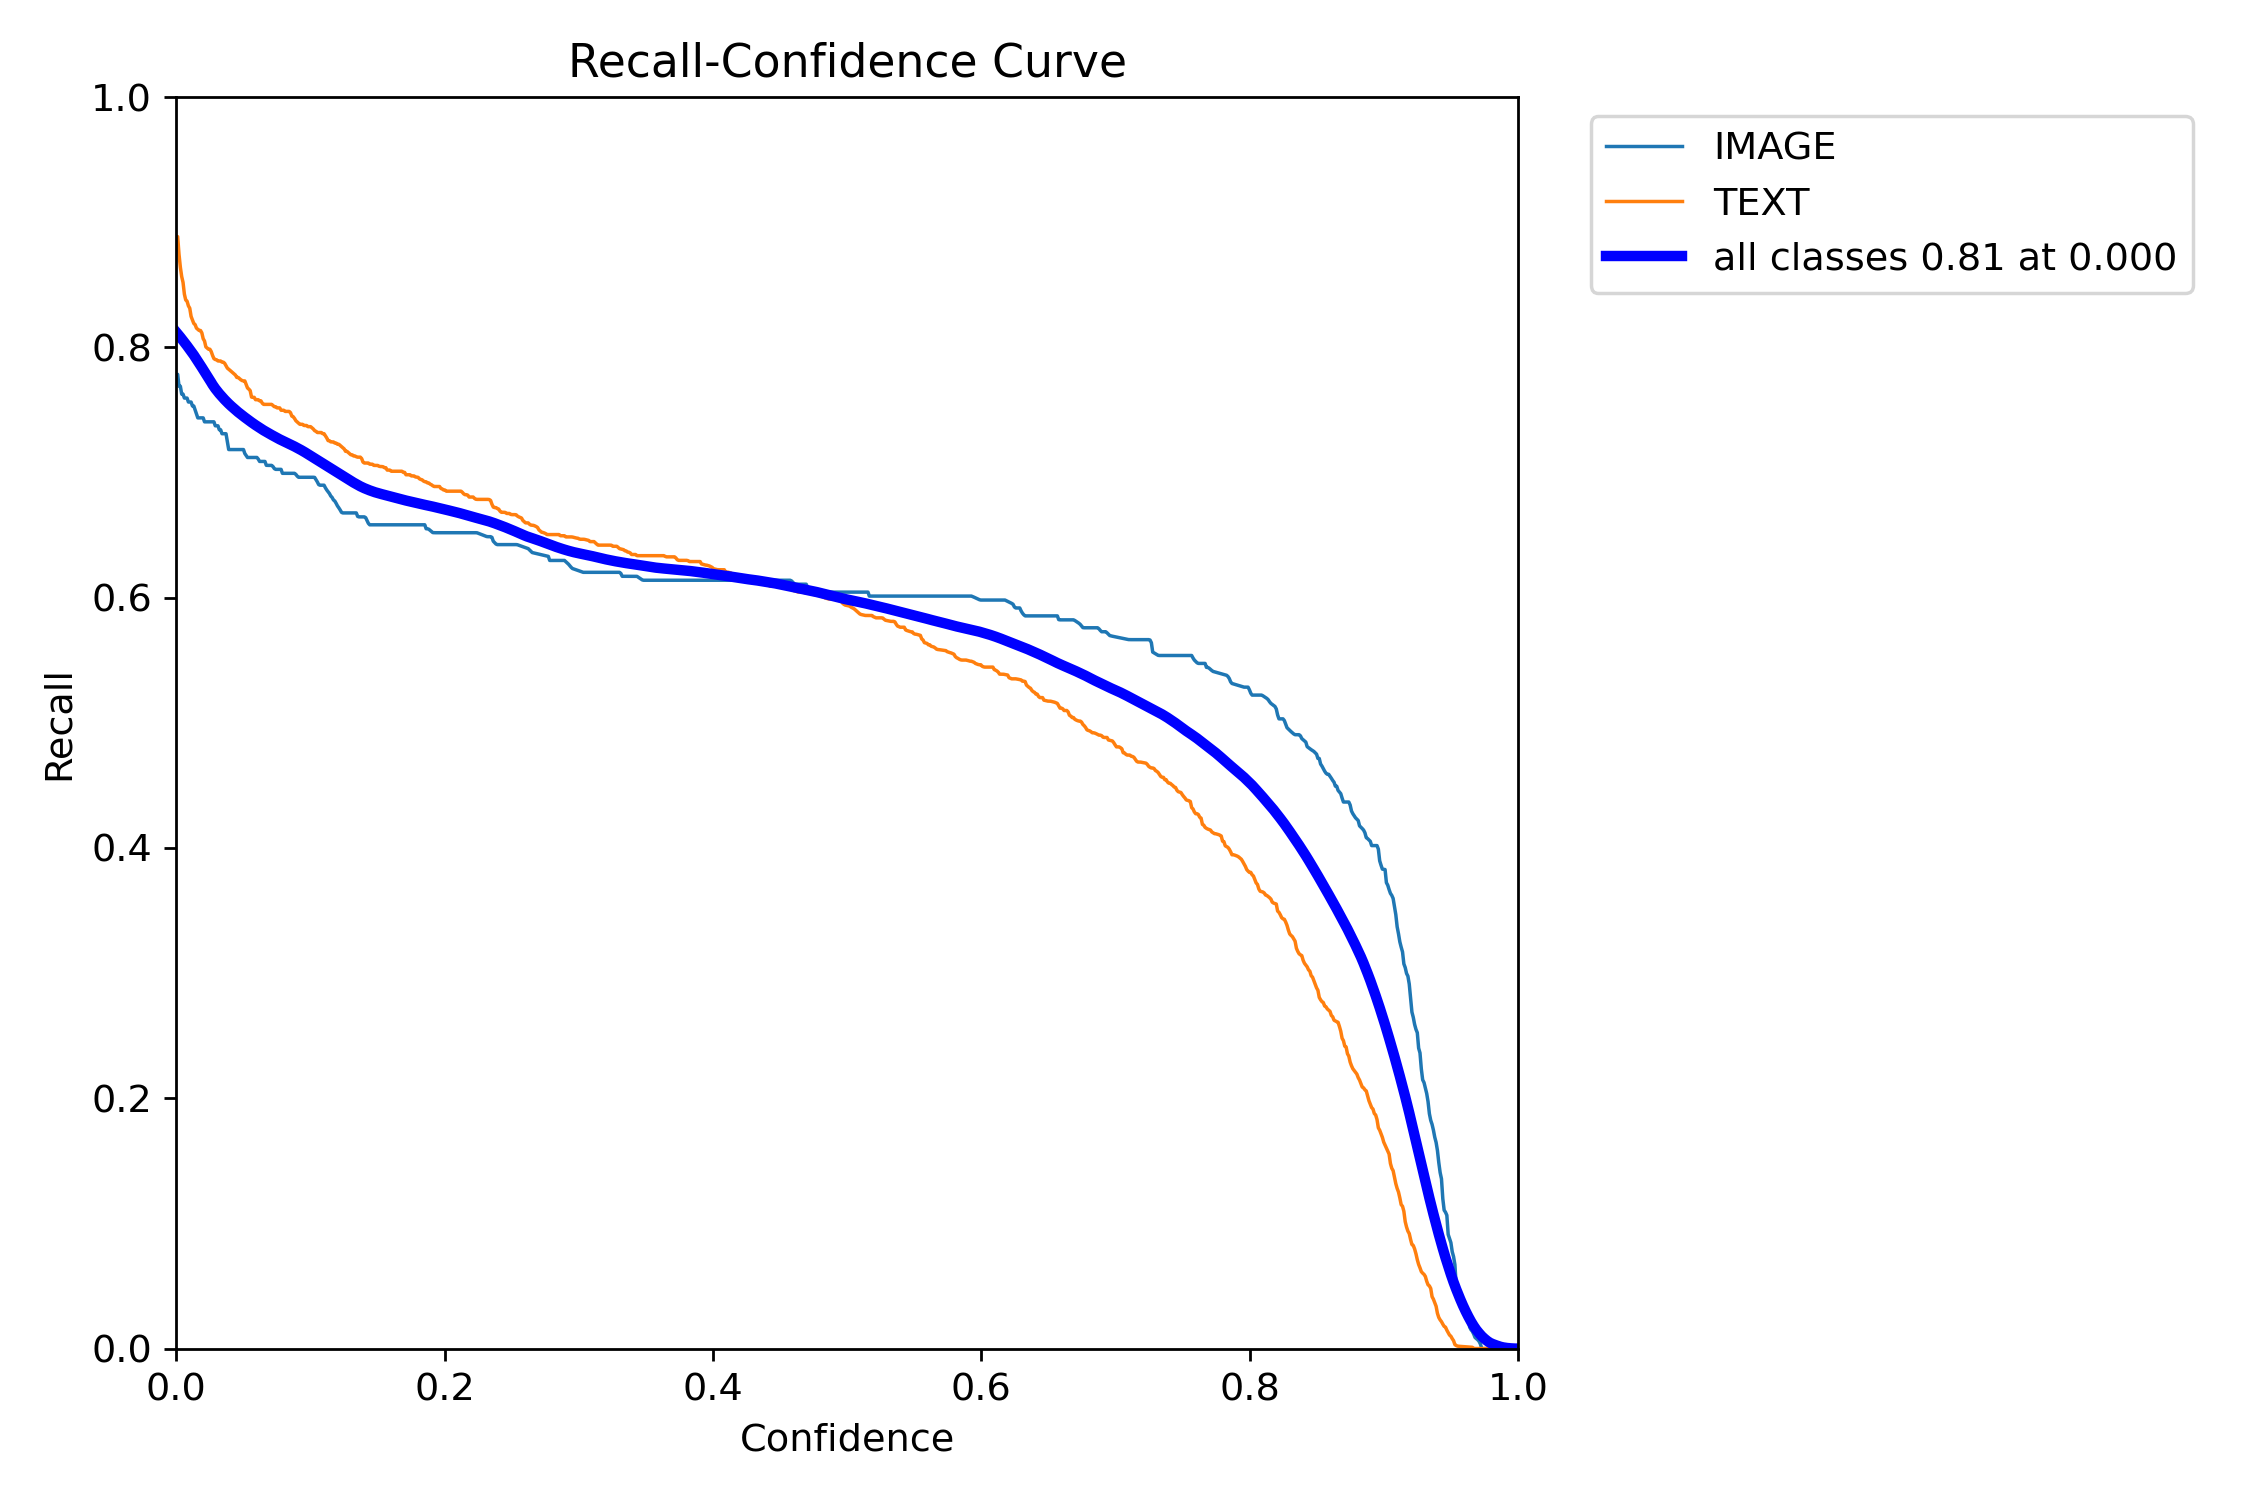 Recall-Confidence Curve
1.0
0.8
0.6
0.4
0.2
0.0
Recall
0.0 0.2 0.4 0.6 0.8 1.0
Confidence
IMAGE
TEXT
all classes 0.81 at 0.000